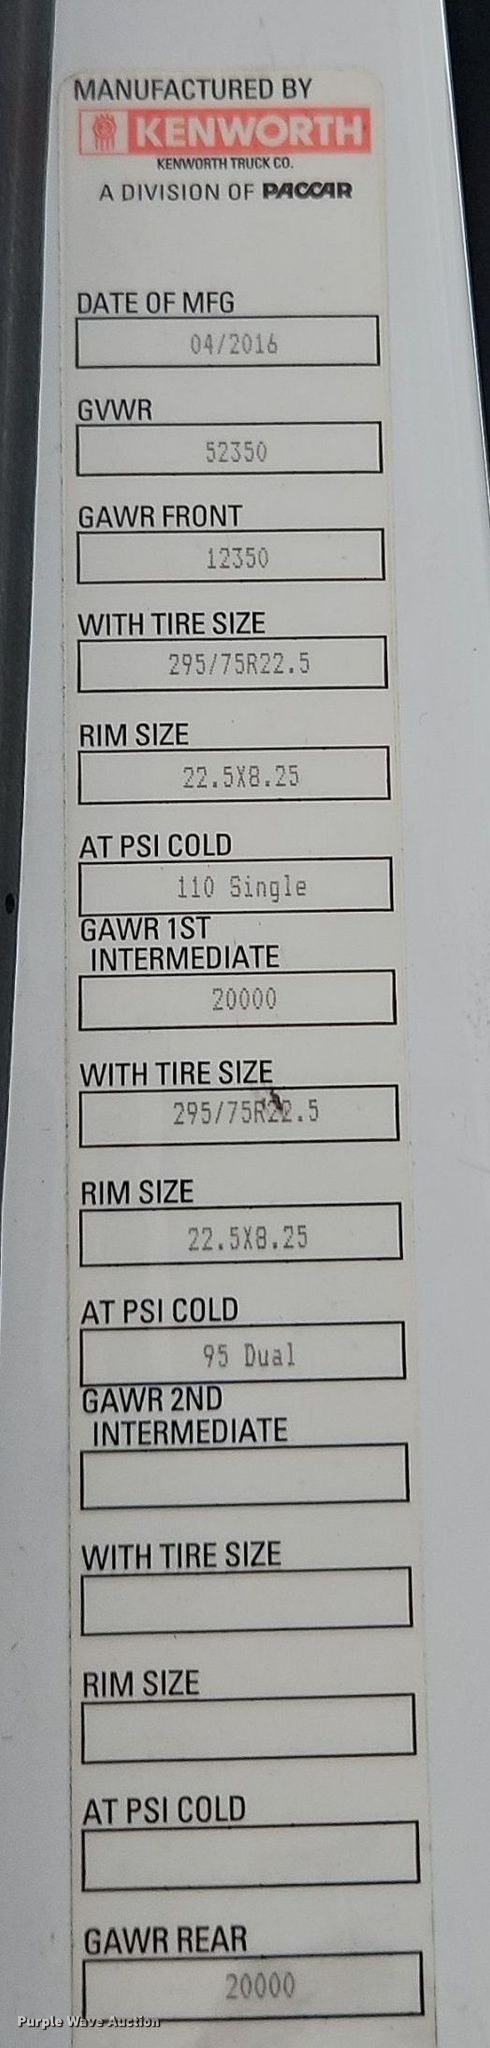 MANUFACTURED BY
KENWORTH
KENWORTH TRUCK CO.
A DIVISION OF PACCAR
DATE OF MFG
04/2016
GVWR
52350
GAWR FRONT
12350
WITH TIRE SIZE
295/75R22.5
RIM SIZE
22.5X8.25
AT PSI COLD
110 Single
GAWR 1ST
INTERMEDIATE
20000
WITH TIRE SIZE
295/75R22.5
RIM SIZE
22.5X8.25
AT PSI COLD
95 Dual
GAWR 2ND
INTERMEDIATE
WITH TIRE SIZE
RIM SIZE
AT PSI COLD
GAWR REAR
20000
Purple Wave Auction